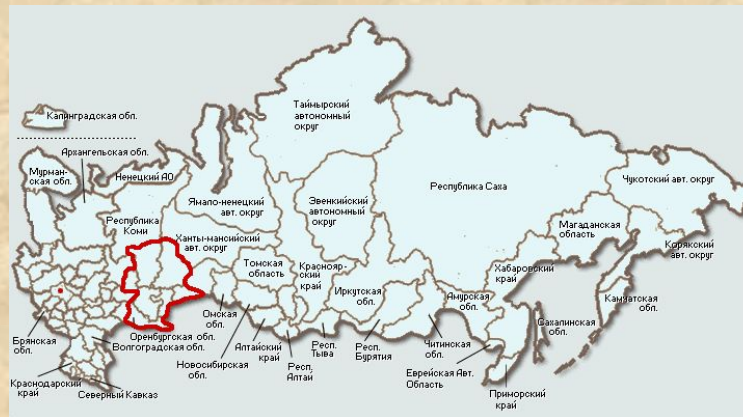 Калинградская обл.
Архангельская обл.
Мурман-
ская обл.
Ненецкий АО
Республика
Коми
Ямало-ненецкий
авт. округ
Ханты-мансийский
авт. округ
Таймырский
автономный
округ
Эвенкийский
автономный
округ
Республика Саха
Чукотский авт. округ
Магаданская
область
Корякский
авт. округ
Томская
область
Красноя-
рский
край
Иркутская
обл.
Амурская
обл.
Хабаровский
край
Камчатская
обл.
Сахалинская
обл.
Омская
обл.
Оренбургская обл.
Волгоградская обл.
Брянская
обл.
Краснодарский
край
Северный Кавказ
Новосибирская
обл.
Алтайский
край
Респ.
Алтай
Респ.
Тыва
Респ.
Бурятия
Читинская
обл.
Еврейская Авт.
Область
Приморский
край